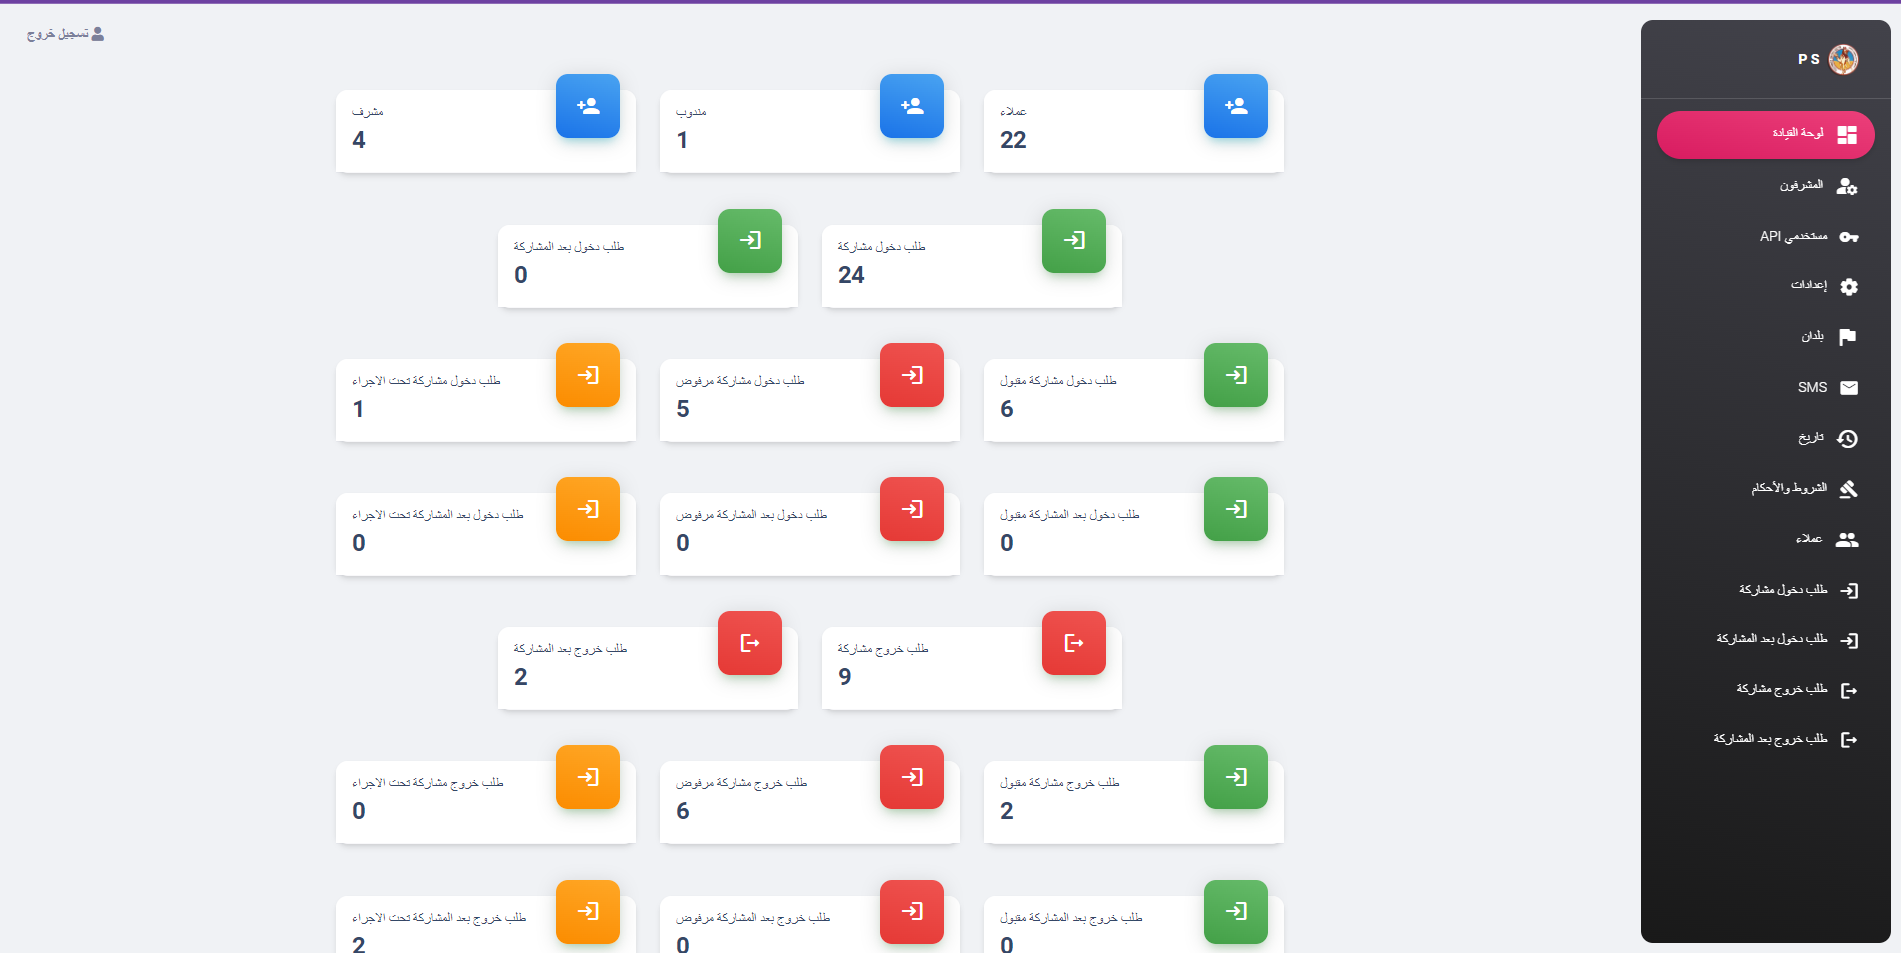 تسجيل خروج
PS
لوحة القيادة
المشرفون
مستخدمي API
إعدادات
بلدان
SMS
تاريخ
الشروط والأحكام
عملاء
طلب دخول مشاركة
طلب دخول بعد المشاركة
طلب خروج مشاركة
طلب خروج بعد المشاركة
عملاء
22
مندوب
1
مشرف
4
طلب دخول مشاركة
24
طلب دخول بعد المشاركة
0
طلب دخول مشاركة مقبول
6
طلب دخول مشاركة مرفوض
5
طلب دخول مشاركة تحت الاجراء
1
طلب دخول بعد المشاركة مقبول
0
طلب دخول بعد المشاركة مرفوض
0
طلب دخول بعد المشاركة تحت الاجراء
0
طلب خروج مشاركة
9
طلب خروج بعد المشاركة
2
طلب خروج مشاركة مقبول
2
طلب خروج مشاركة مرفوض
6
طلب خروج مشاركة تحت الاجراء
0
طلب خروج بعد المشاركة مقبول
0
طلب خروج بعد المشاركة مرفوض
0
طلب خروج بعد المشاركة تحت الاجراء
2